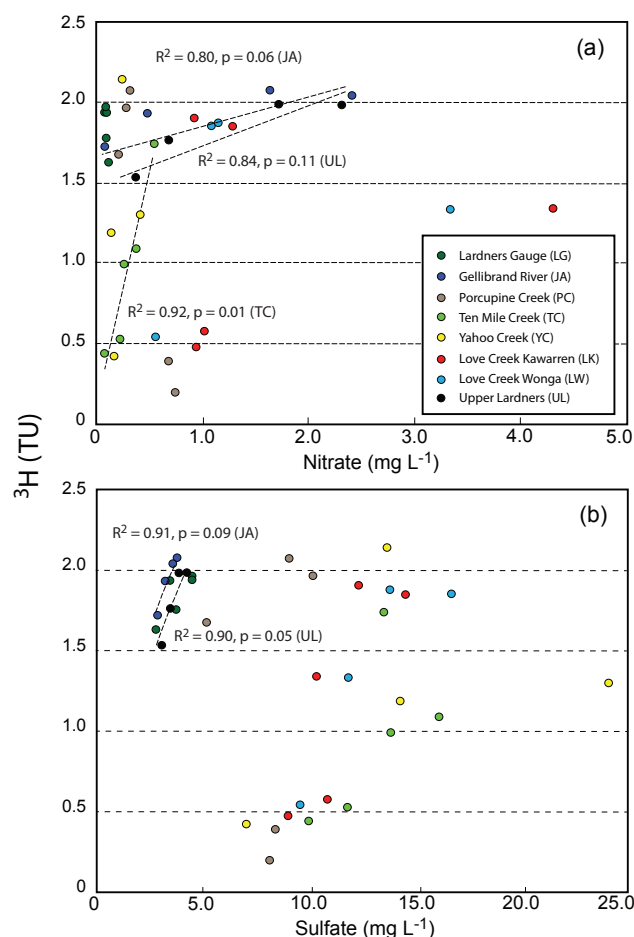 2.5
(a)
R² = 0.80, p = 0.06 (JA)
2.0
R² = 0.84, p = 0.11 (UL)
1.5
Lardners Gauge (LG)
Gellibrand River (JA)
1.0
Porcupine Creek (PC)
Ten Mile Creek (TC)
R² = 0.92, p = 0.01 (TC)
Yahoo Creek (YC)
0.5
Love Creek Kawarren (LK)
Love Creek Wonga (LW)
Upper Lardners (UL)
0
0 1.0 2.0 3.0 4.0 5.0
Nitrate (mg L⁻¹)
³H (TU)
2.5
(b)
R² = 0.91, p = 0.09 (JA)
2.0
R² = 0.90, p = 0.05 (UL)
1.5
1.0
0.5
0
0.0 5.0 10.0 15.0 20.0 25.0
Sulfate (mg L⁻¹)